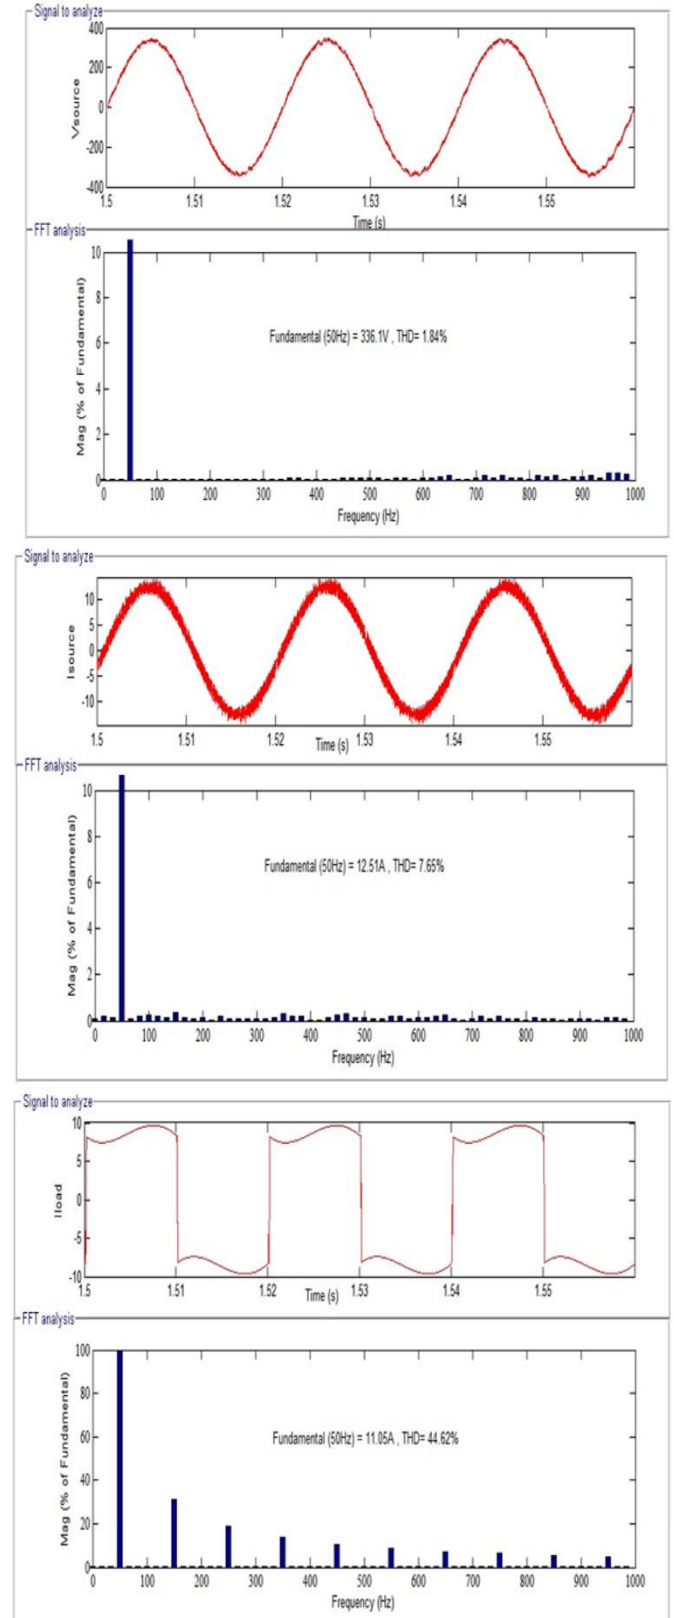 Signal to analyze
400
200
0
-200
-400
Vsource
1.5 1.51 1.52 1.53 1.54 1.55
Time (s)
FFT analysis
10
8
6
4
2
0
Mag (% of Fundamental)
Fundamental (50Hz) = 336.1V , THD= 1.84%
0 100 200 300 400 500 600 700 800 900 1000
Frequency (Hz)
Signal to analyze
10
5
0
-5
-10
Isource
1.5 1.51 1.52 1.53 1.54 1.55
Time (s)
FFT analysis
10
8
6
4
2
0
Mag (% of Fundamental)
Fundamental (50Hz) = 12.51A , THD= 7.65%
0 100 200 300 400 500 600 700 800 900 1000
Frequency (Hz)
Signal to analyze
10
5
0
-5
-10
Iload
1.5 1.51 1.52 1.53 1.54 1.55
Time (s)
FFT analysis
100
80
60
40
20
0
Mag (% of Fundamental)
Fundamental (50Hz) = 11.05A , THD= 44.62%
0 100 200 300 400 500 600 700 800 900 1000
Frequency (Hz)